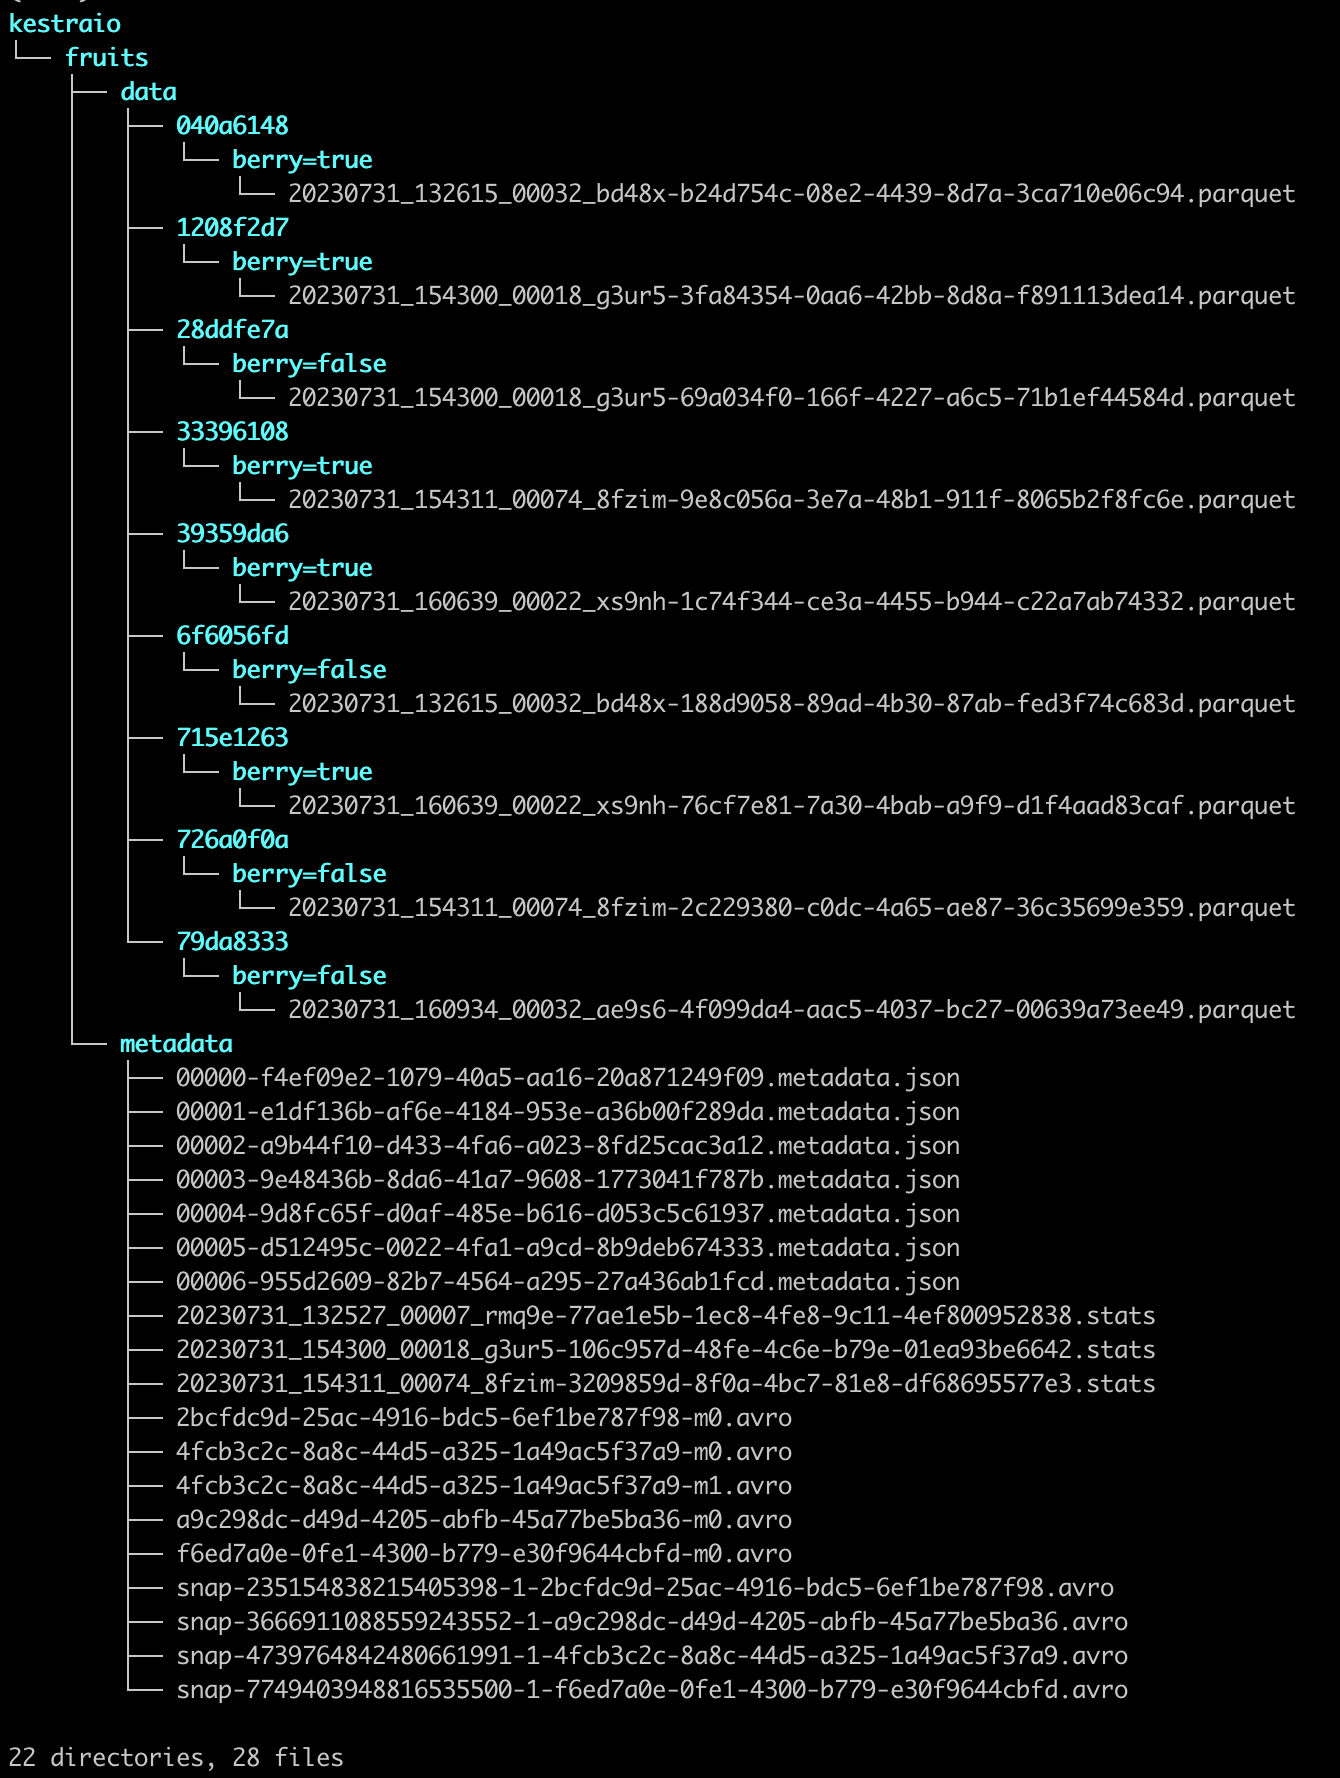 kestraio
└── fruits
    ├── data
    │   ├── 040a6148
    │   │   └── berry=true
    │   │       └── 20230731_132615_00032_bd48x-b24d754c-08e2-4439-8d7a-3ca710e06c94.parquet
    │   ├── 1208f2d7
    │   │   └── berry=true
    │   │       └── 20230731_154300_00018_g3ur5-3fa84354-0aa6-42bb-8d8a-f891113dea14.parquet
    │   ├── 28ddfe7a
    │   │   └── berry=false
    │   │       └── 20230731_154300_00018_g3ur5-69a034f0-166f-4227-a6c5-71b1ef44584d.parquet
    │   ├── 33396108
    │   │   └── berry=true
    │   │       └── 20230731_154311_00074_8fzim-9e8c056a-3e7a-48b1-911f-8065b2f8fc6e.parquet
    │   ├── 39359da6
    │   │   └── berry=true
    │   │       └── 20230731_160639_00022_xs9nh-1c74f344-ce3a-4455-b944-c22a7ab74332.parquet
    │   ├── 6f6056fd
    │   │   └── berry=false
    │   │       └── 20230731_132615_00032_bd48x-188d9058-89ad-4b30-87ab-fed3f74c683d.parquet
    │   ├── 715e1263
    │   │   └── berry=true
    │   │       └── 20230731_160639_00022_xs9nh-76cf7e81-7a30-4bab-a9f9-d1f4aad83caf.parquet
    │   ├── 726a0f0a
    │   │   └── berry=false
    │   │       └── 20230731_154311_00074_8fzim-2c229380-c0dc-4a65-ae87-36c35699e359.parquet
    │   └── 79da8333
    │       └── berry=false
    │           └── 20230731_160934_00032_ae9s6-4f099da4-aac5-4037-bc27-00639a73ee49.parquet
    └── metadata
        ├── 00000-f4ef09e2-1079-40a5-aa16-20a871249f09.metadata.json
        ├── 00001-e1df136b-af6e-4184-953e-a36b00f289da.metadata.json
        ├── 00002-a9b44f10-d433-4fa6-a023-8fd25cac3a12.metadata.json
        ├── 00003-9e48436b-8da6-41a7-9608-1773041f787b.metadata.json
        ├── 00004-9d8fc65f-d0af-485e-b616-d053c5c61937.metadata.json
        ├── 00005-d512495c-0022-4fa1-a9cd-8b9deb674333.metadata.json
        ├── 00006-955d2609-82b7-4564-a295-27a436ab1fcd.metadata.json
        ├── 20230731_132527_00007_rmq9e-77ae1e5b-1ec8-4fe8-9c11-4ef800952838.stats
        ├── 20230731_154300_00018_g3ur5-106c957d-48fe-4c6e-b79e-01ea93be6642.stats
        ├── 20230731_154311_00074_8fzim-3209859d-8f0a-4bc7-81e8-df68695577e3.stats
        ├── 2bcfdc9d-25ac-4916-bdc5-6ef1be787f98-m0.avro
        ├── 4fcb3c2c-8a8c-44d5-a325-1a49ac5f37a9-m0.avro
        ├── 4fcb3c2c-8a8c-44d5-a325-1a49ac5f37a9-m1.avro
        ├── a9c298dc-d49d-4205-abfb-45a77be5ba36-m0.avro
        ├── f6ed7a0e-0fe1-4300-b779-e30f9644cbfd-m0.avro
        ├── snap-235154838215405398-1-2bcfdc9d-25ac-4916-bdc5-6ef1be787f98.avro
        ├── snap-3666911088559243552-1-a9c298dc-d49d-4205-abfb-45a77be5ba36.avro
        ├── snap-4739764842480661991-1-4fcb3c2c-8a8c-44d5-a325-1a49ac5f37a9.avro
        └── snap-7749403948816535500-1-f6ed7a0e-0fe1-4300-b779-e30f9644cbfd.avro

22 directories, 28 files